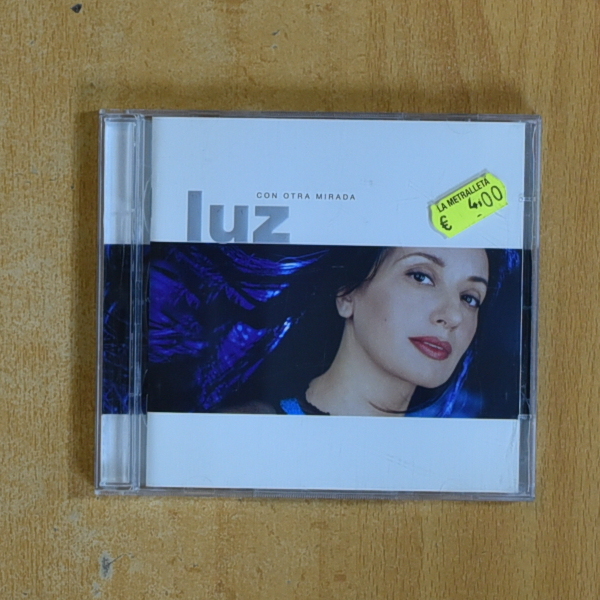 CON OTRA MIRADA
luz
LA METRALLETA
€ 4,00